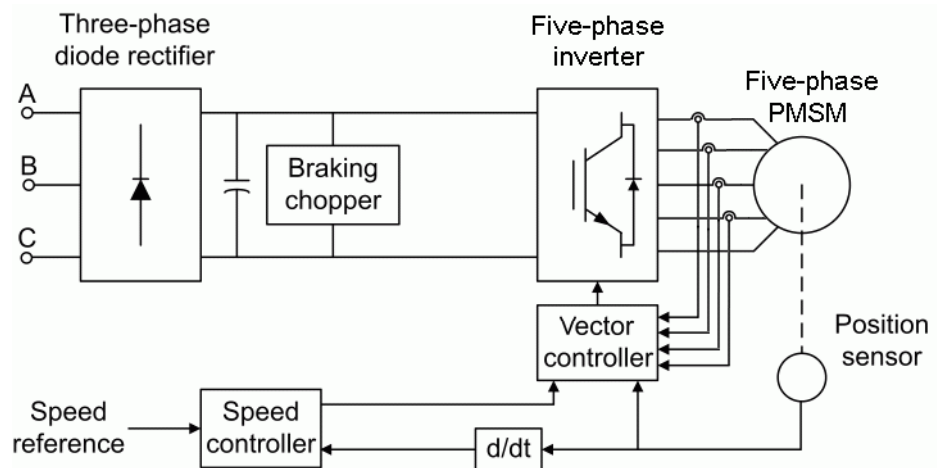 Three-phase
diode rectifier
Five-phase
inverter
Five-phase
PMSM
A
B
C
Braking
chopper
Vector
controller
Position
sensor
Speed
reference
Speed
controller
d/dt